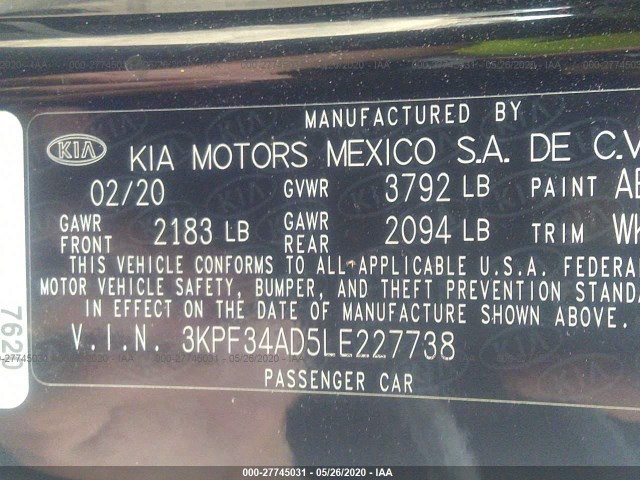 MANUFACTURED BY
KIA KIA MOTORS MEXICO S.A. DE C.V
02/20 GVWR 3792 LB PAINT
GAWR FRONT 2183 LB GAWR REAR 2094 LB TRIM
THIS VEHICLE CONFORMS TO ALL APPLICABLE U.S.A. FEDERAL
MOTOR VEHICLE SAFETY, BUMPER, AND THEFT PREVENTION STAND
IN EFFECT ON THE DATE OF MANUFACTURE SHOWN ABOVE.
V.I.N. 3KPF34AD5LE227738
PASSENGER CAR
7620
000-27745031 - 05/26/2020 - IAA